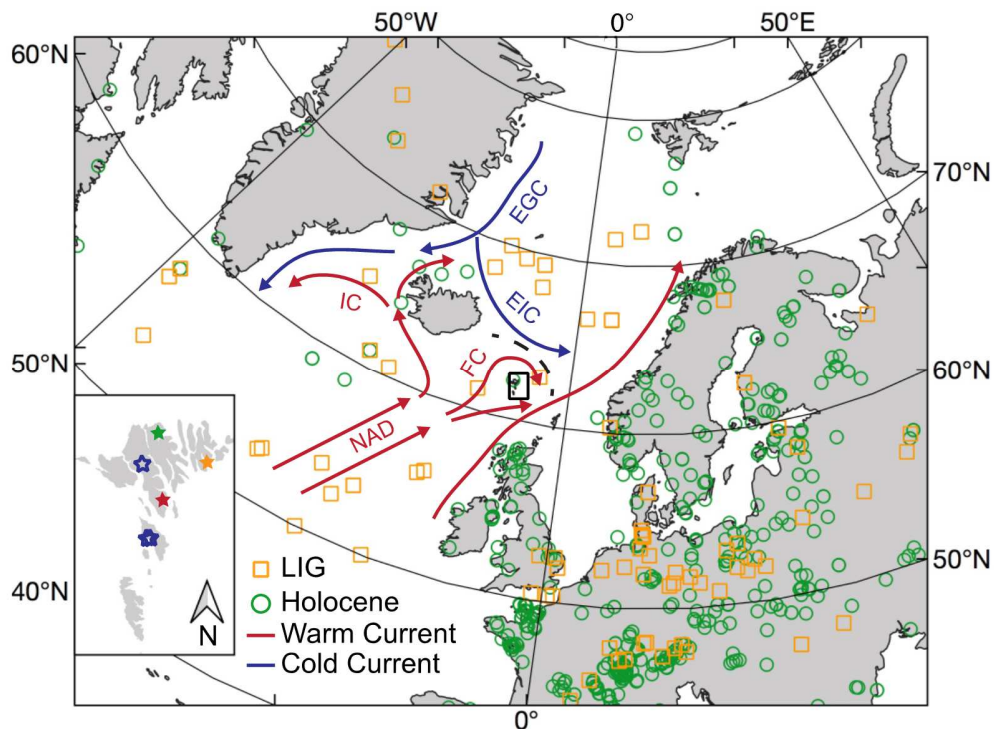 50°W 0° 50°E
60°N
70°N
EGC
IC
EIC
50°N
FC
60°N
NAD
50°N
LIG
40°N
Holocene
Warm Current
N
Cold Current
0°